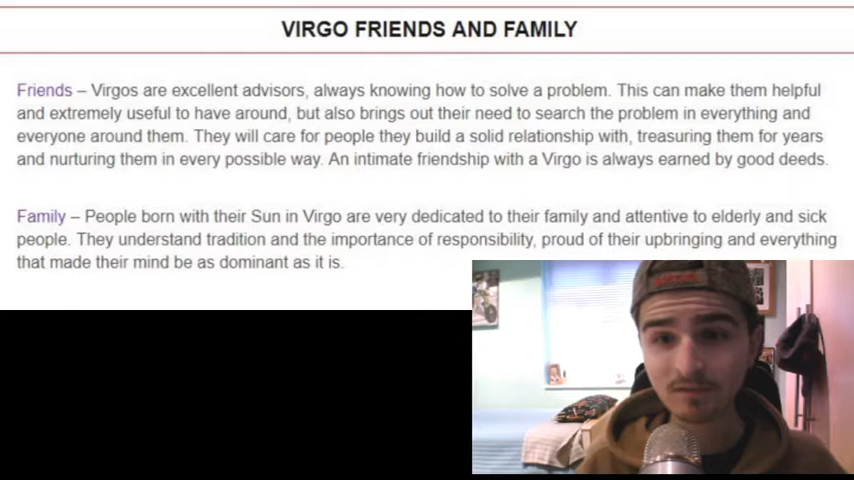 VIRGO FRIENDS AND FAMILY
Friends – Virgos are excellent advisors, always knowing how to solve a problem. This can make them helpful
and extremely useful to have around, but also brings out their need to search the problem in everything and
everyone around them. They will care for people they build a solid relationship with, treasuring them for years
and nurturing them in every possible way. An intimate friendship with a Virgo is always earned by good deeds.
Family – People born with their Sun in Virgo are very dedicated to their family and attentive to elderly and sick
people. They understand tradition and the importance of responsibility, proud of their upbringing and everything
that made their mind be as dominant as it is.